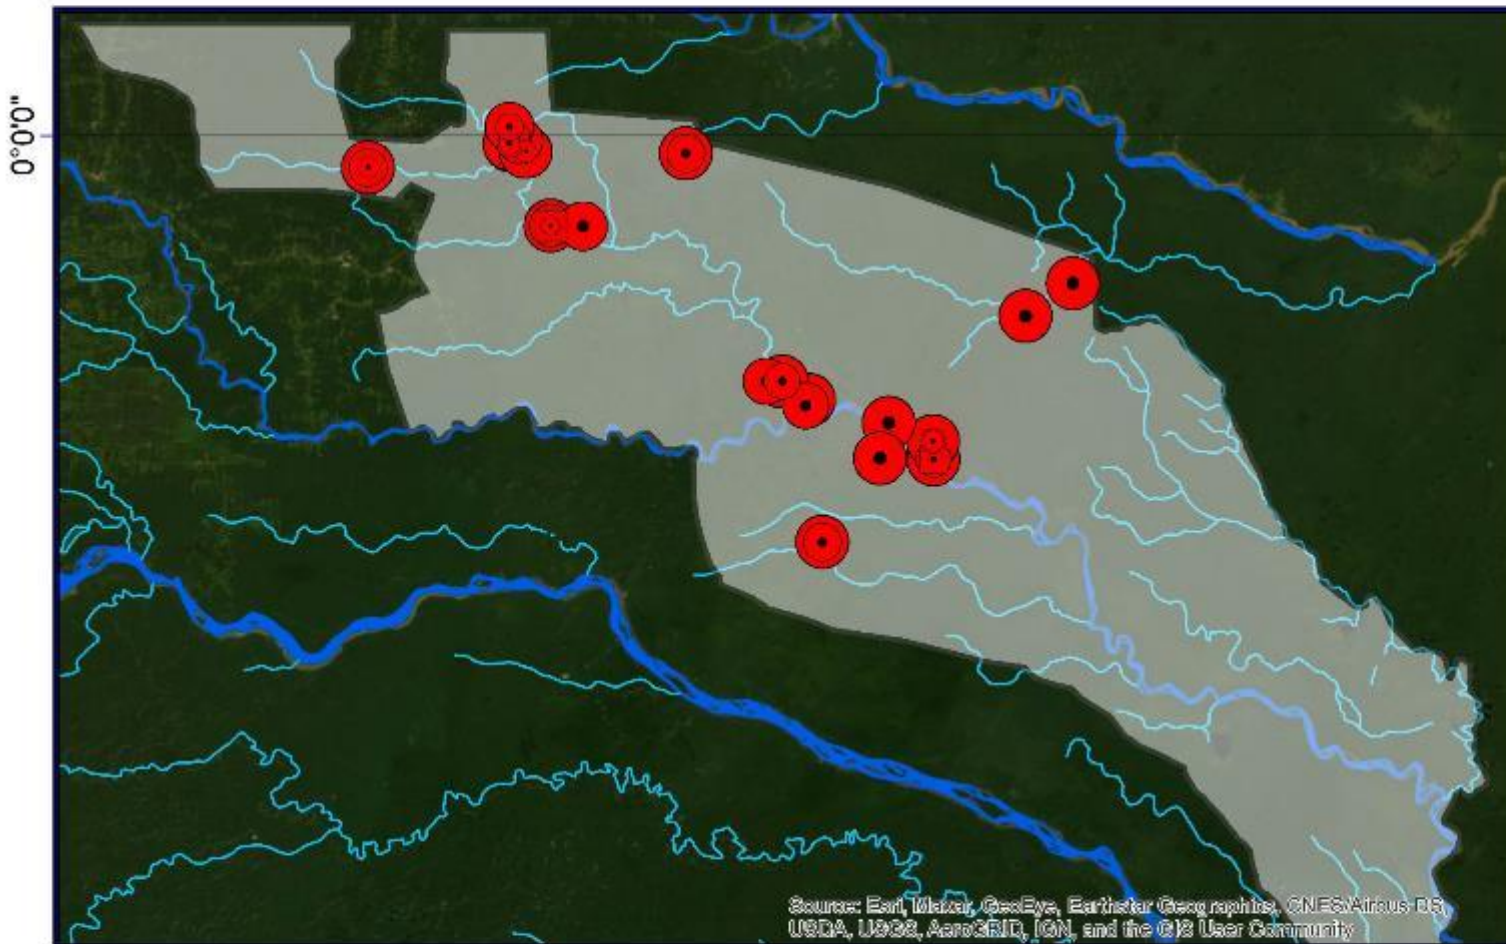 0°0'0"
Source: Esri, Maxar, GeoEye, Earthstar Geographics, CNES/Airbus DS,
USDA, USGS, AeroGRID, IGN, and the GIS User Community